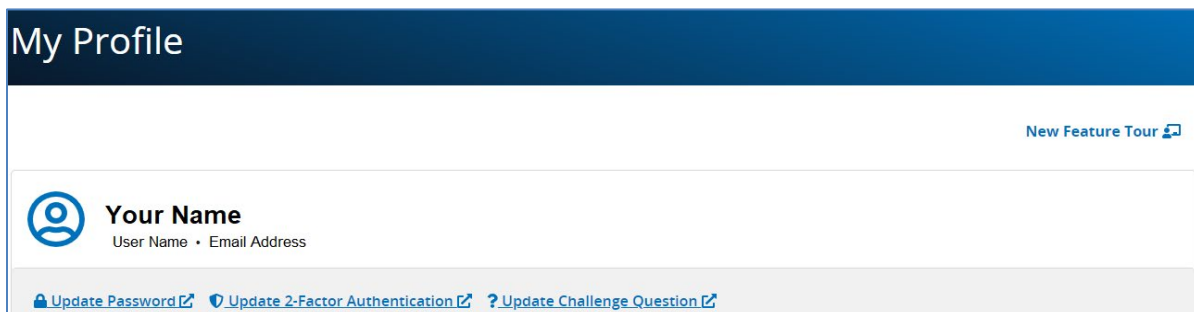 My Profile
New Feature Tour
Your Name
User Name • Email Address
Update Password Update 2-Factor Authentication ? Update Challenge Question